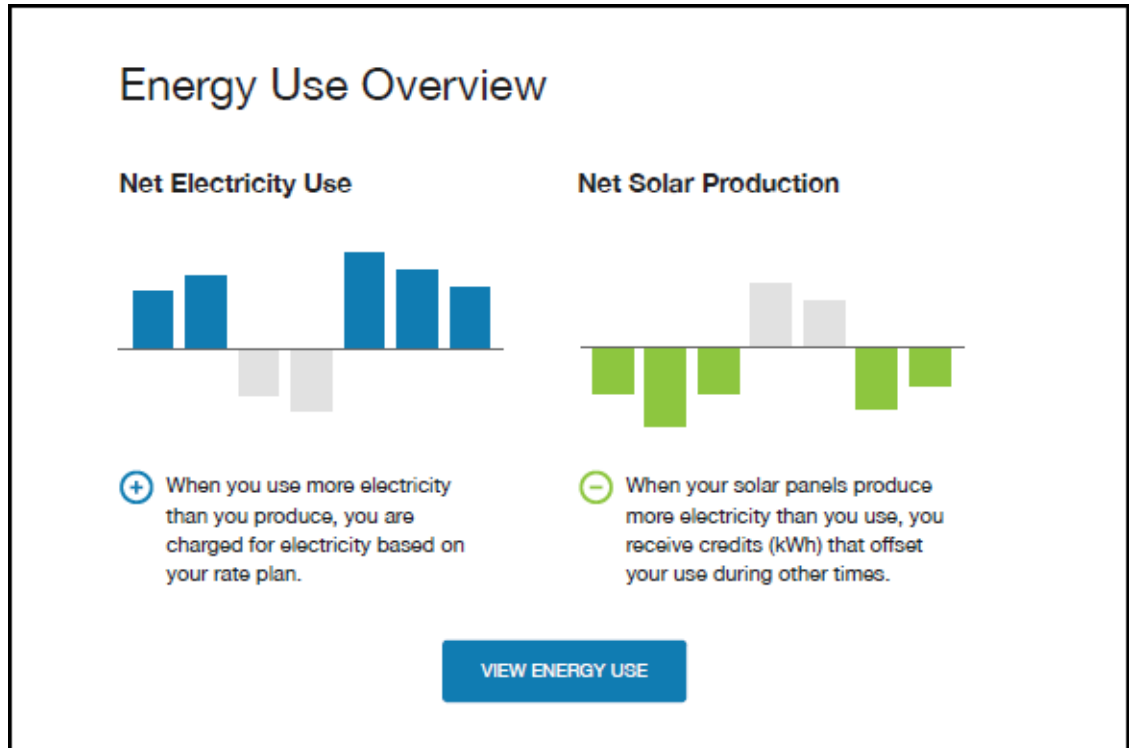 Energy Use Overview
Net Electricity Use
When you use more electricity
than you produce, you are
charged for electricity based on
your rate plan.
Net Solar Production
When your solar panels produce
more electricity than you use, you
receive credits (kWh) that offset
your use during other times.
VIEW ENERGY USE